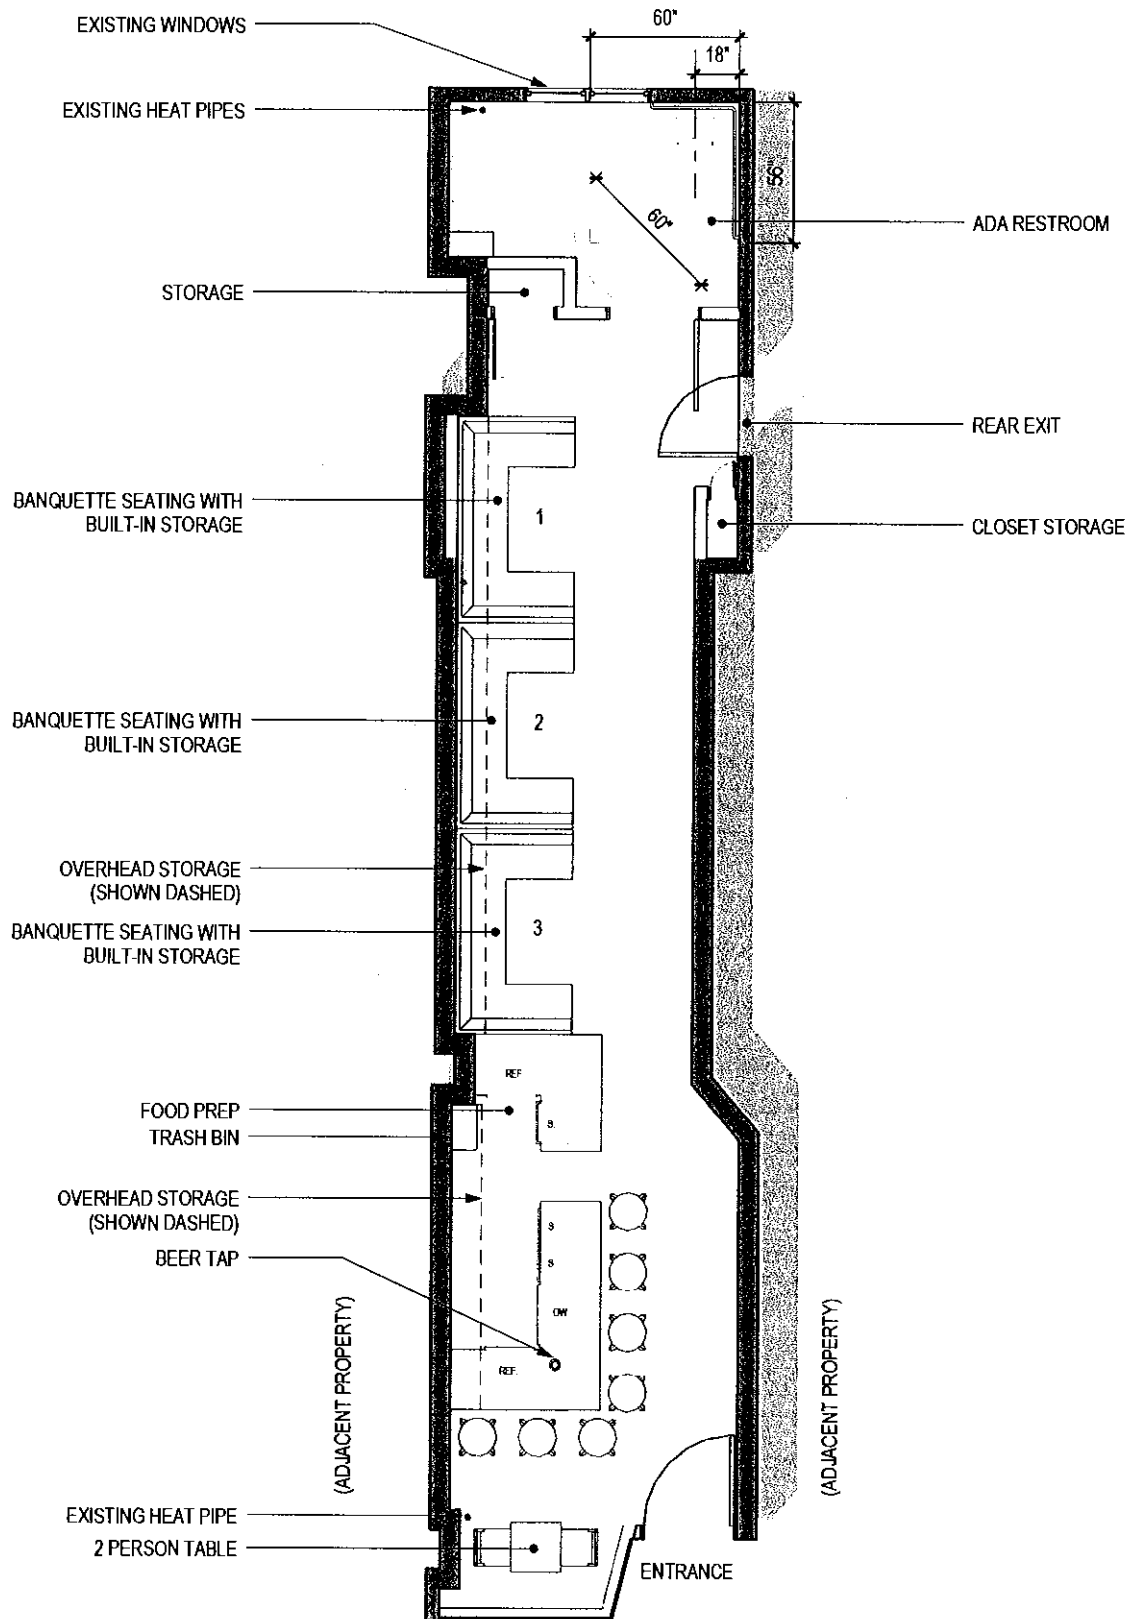 60"
EXISTING WINDOWS
18"
EXISTING HEAT PIPES
56"
60"
ADA RESTROOM
STORAGE
REAR EXIT
BANQUETTE SEATING WITH
BUILT-IN STORAGE
1
CLOSET STORAGE
BANQUETTE SEATING WITH
BUILT-IN STORAGE
2
OVERHEAD STORAGE
(SHOWN DASHED)
BANQUETTE SEATING WITH
BUILT-IN STORAGE
3
REF
FOOD PREP
S.
TRASH BIN
OVERHEAD STORAGE
(SHOWN DASHED)
S
S
BEER TAP
DW
REF.
(ADJACENT PROPERTY)
(ADJACENT PROPERTY)
EXISTING HEAT PIPE
2 PERSON TABLE
ENTRANCE